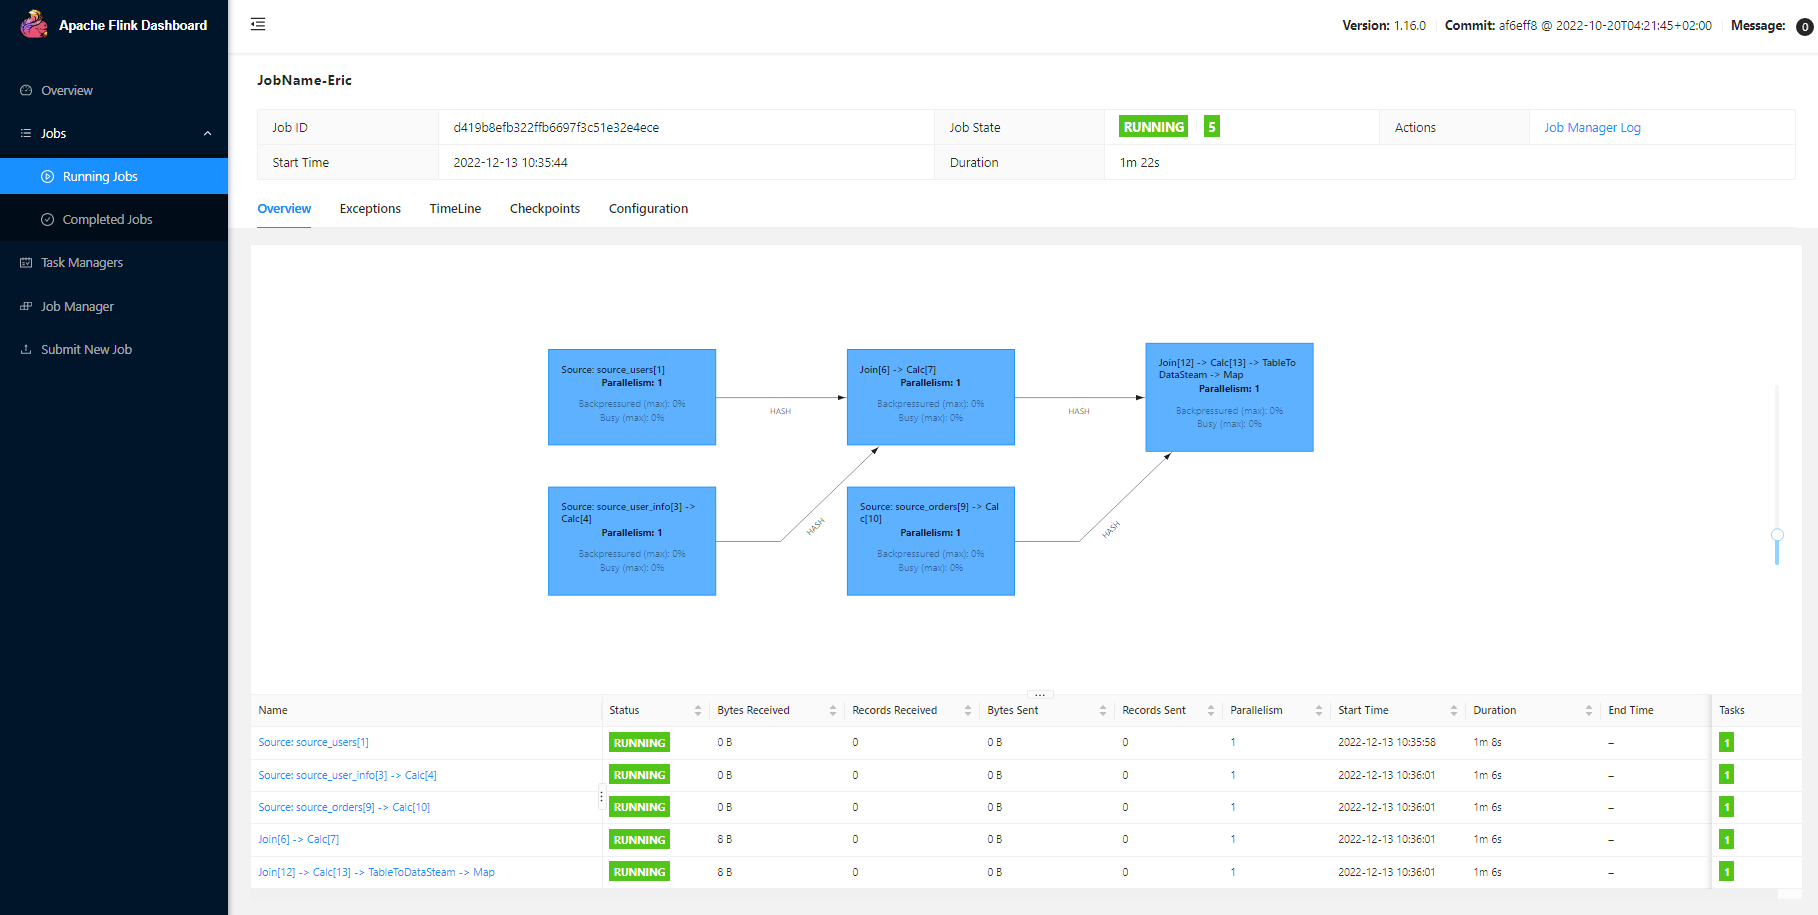 Apache Flink Dashboard
Version: 1.16.0 Commit: af6eff8 @ 2022-10-20T04:21:45+02:00 Message: 0
Overview
Jobs
Running Jobs
Completed Jobs
Task Managers
Job Manager
Submit New Job
JobName-Eric
Job ID d419b8efb322ffb6697f3c51e32e4ece Job State RUNNING 5 Actions Job Manager Log
Start Time 2022-12-13 10:35:44 Duration 1m 22s
Overview Exceptions TimeLine Checkpoints Configuration
Source: source_users[1]
Parallelism: 1
Backpressured (max): 0%
Busy (max): 0%
HASH
Join[6] -> Calc[7]
Parallelism: 1
Backpressured (max): 0%
Busy (max): 0%
HASH
Join[12] -> Calc[13] -> TableTo
DataSteam -> Map
Parallelism: 1
Backpressured (max): 0%
Busy (max): 0%
Source: source_user_info[3] ->
Calc[4]
Parallelism: 1
Backpressured (max): 0%
Busy (max): 0%
HASH
Source: source_orders[9] -> Cal
c[10]
Parallelism: 1
Backpressured (max): 0%
Busy (max): 0%
HASH
Name Status Bytes Received Records Received Bytes Sent Records Sent Parallelism Start Time Duration End Time Tasks
Source: source_users[1] RUNNING 0 B 0 0 B 0 1 2022-12-13 10:35:58 1m 8s – 1
Source: source_user_info[3] -> Calc[4] RUNNING 0 B 0 0 B 0 1 2022-12-13 10:36:01 1m 6s – 1
Source: source_orders[9] -> Calc[10] RUNNING 0 B 0 0 B 0 1 2022-12-13 10:36:01 1m 6s – 1
Join[6] -> Calc[7] RUNNING 8 B 0 0 B 0 1 2022-12-13 10:36:01 1m 6s – 1
Join[12] -> Calc[13] -> TableToDataSteam -> Map RUNNING 8 B 0 0 B 0 1 2022-12-13 10:36:01 1m 6s – 1